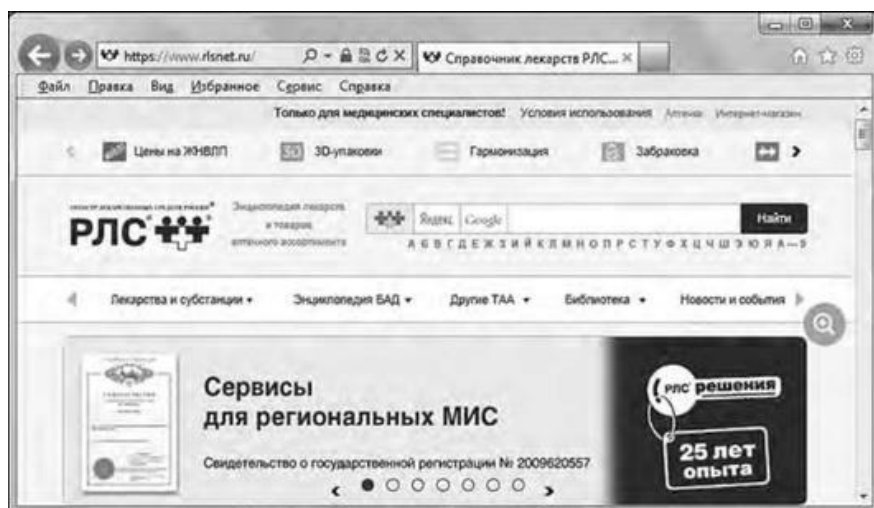 https://www.rlsnet.ru/
Справочник лекарств РЛС...
Файл Правка Вид Избранное Сервис Справка
Только для медицинских специалистов! Условия использования Аптечка Интернет-магазин
Цены на ЖНВЛП 3D 3D-упаковки Гармонизация Забраковка
Энциклопедия лекарств
и товаров
аптечного ассортимента
РЛС
Яндекс Google Найти
А Б В Г Д Е Ж З И Й К Л М Н О П Р С Т У Ф Х Ц Ч Ш Э Ю Я A—9
Лекарства и субстанции Энциклопедия БАД Другие ТАА Библиотека Новости и события
Сервисы
для региональных МИС
Свидетельство о государственной регистрации № 2009620557
РЛС решения
25 лет
опыта